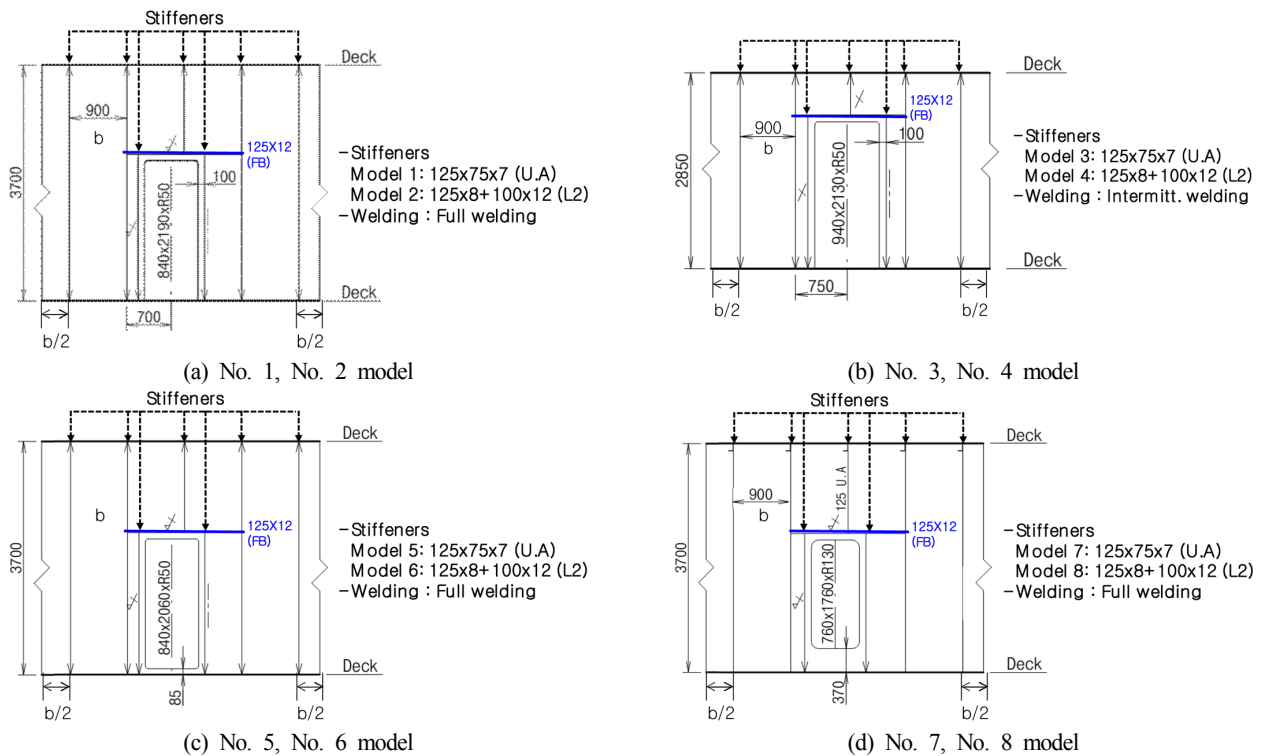 Stiffeners
Deck
900
b
125X12
(FB)
100
3700
840x2190xR50
Deck
700
b/2
b/2
-Stiffeners
Model 1: 125x75x7 (U.A)
Model 2: 125x8+100x12 (L2)
-Welding : Full welding
(a) No. 1, No. 2 model
Deck
125X12
(FB)
900
b
100
2850
940x2130xR50
Deck
750
b/2
b/2
-Stiffeners
Model 3: 125x75x7 (U.A)
Model 4: 125x8+100x12 (L2)
-Welding : Intermitt. welding
(b) No. 3, No. 4 model
Stiffeners
Deck
b
125X12
(FB)
3700
840x2060xR50
Deck
85
b/2
b/2
-Stiffeners
Model 5: 125x75x7 (U.A)
Model 6: 125x8+100x12 (L2)
-Welding : Full welding
(c) No. 5, No. 6 model
Stiffeners
Deck
900
b
125 U.A
125X12
(FB)
3700
760x1760xR130
Deck
370
b/2
b/2
-Stiffeners
Model 7: 125x75x7 (U.A)
Model 8: 125x8+100x12 (L2)
-Welding : Full welding
(d) No. 7, No. 8 model